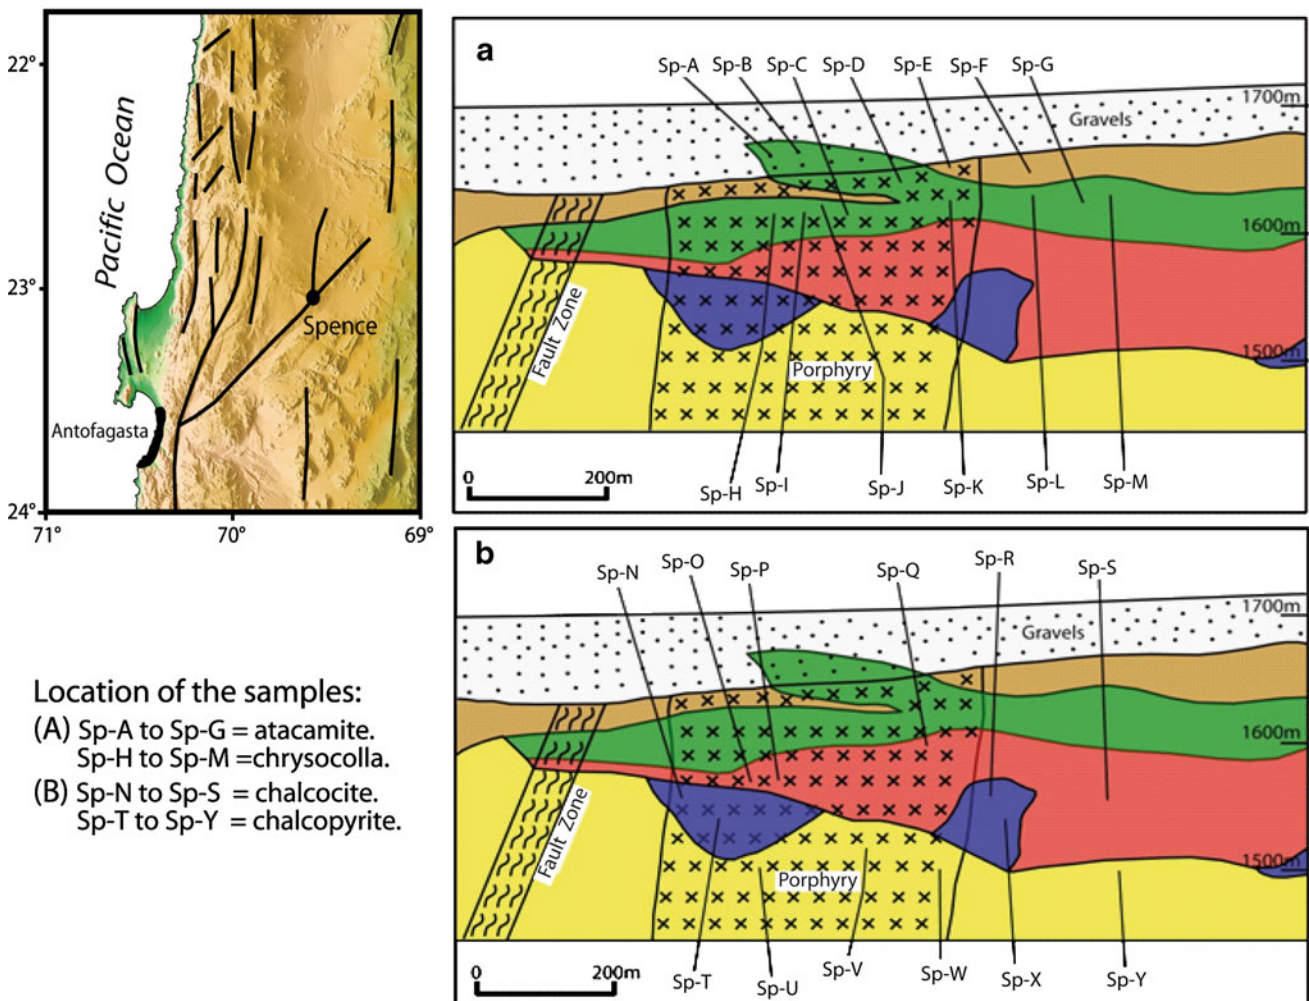 22°
23°
24°
71°
70°
69°
Pacific Ocean
Spence
Antofagasta
Location of the samples:
(A) Sp-A to Sp-G = atacamite.
Sp-H to Sp-M =chrysocolla.
(B) Sp-N to Sp-S = chalcocite.
Sp-T to Sp-Y = chalcopyrite.
a
Sp-A Sp-B Sp-C Sp-D Sp-E Sp-F Sp-G
1700m
Gravels
1600m
1500m
Fault Zone
Porphyry
0 200m
Sp-H Sp-I Sp-J Sp-K Sp-L Sp-M
b
Sp-N Sp-O Sp-P Sp-Q Sp-R Sp-S
1700m
Gravels
1600m
1500m
Fault Zone
Porphyry
0 200m
Sp-T Sp-U Sp-V Sp-W Sp-X Sp-Y